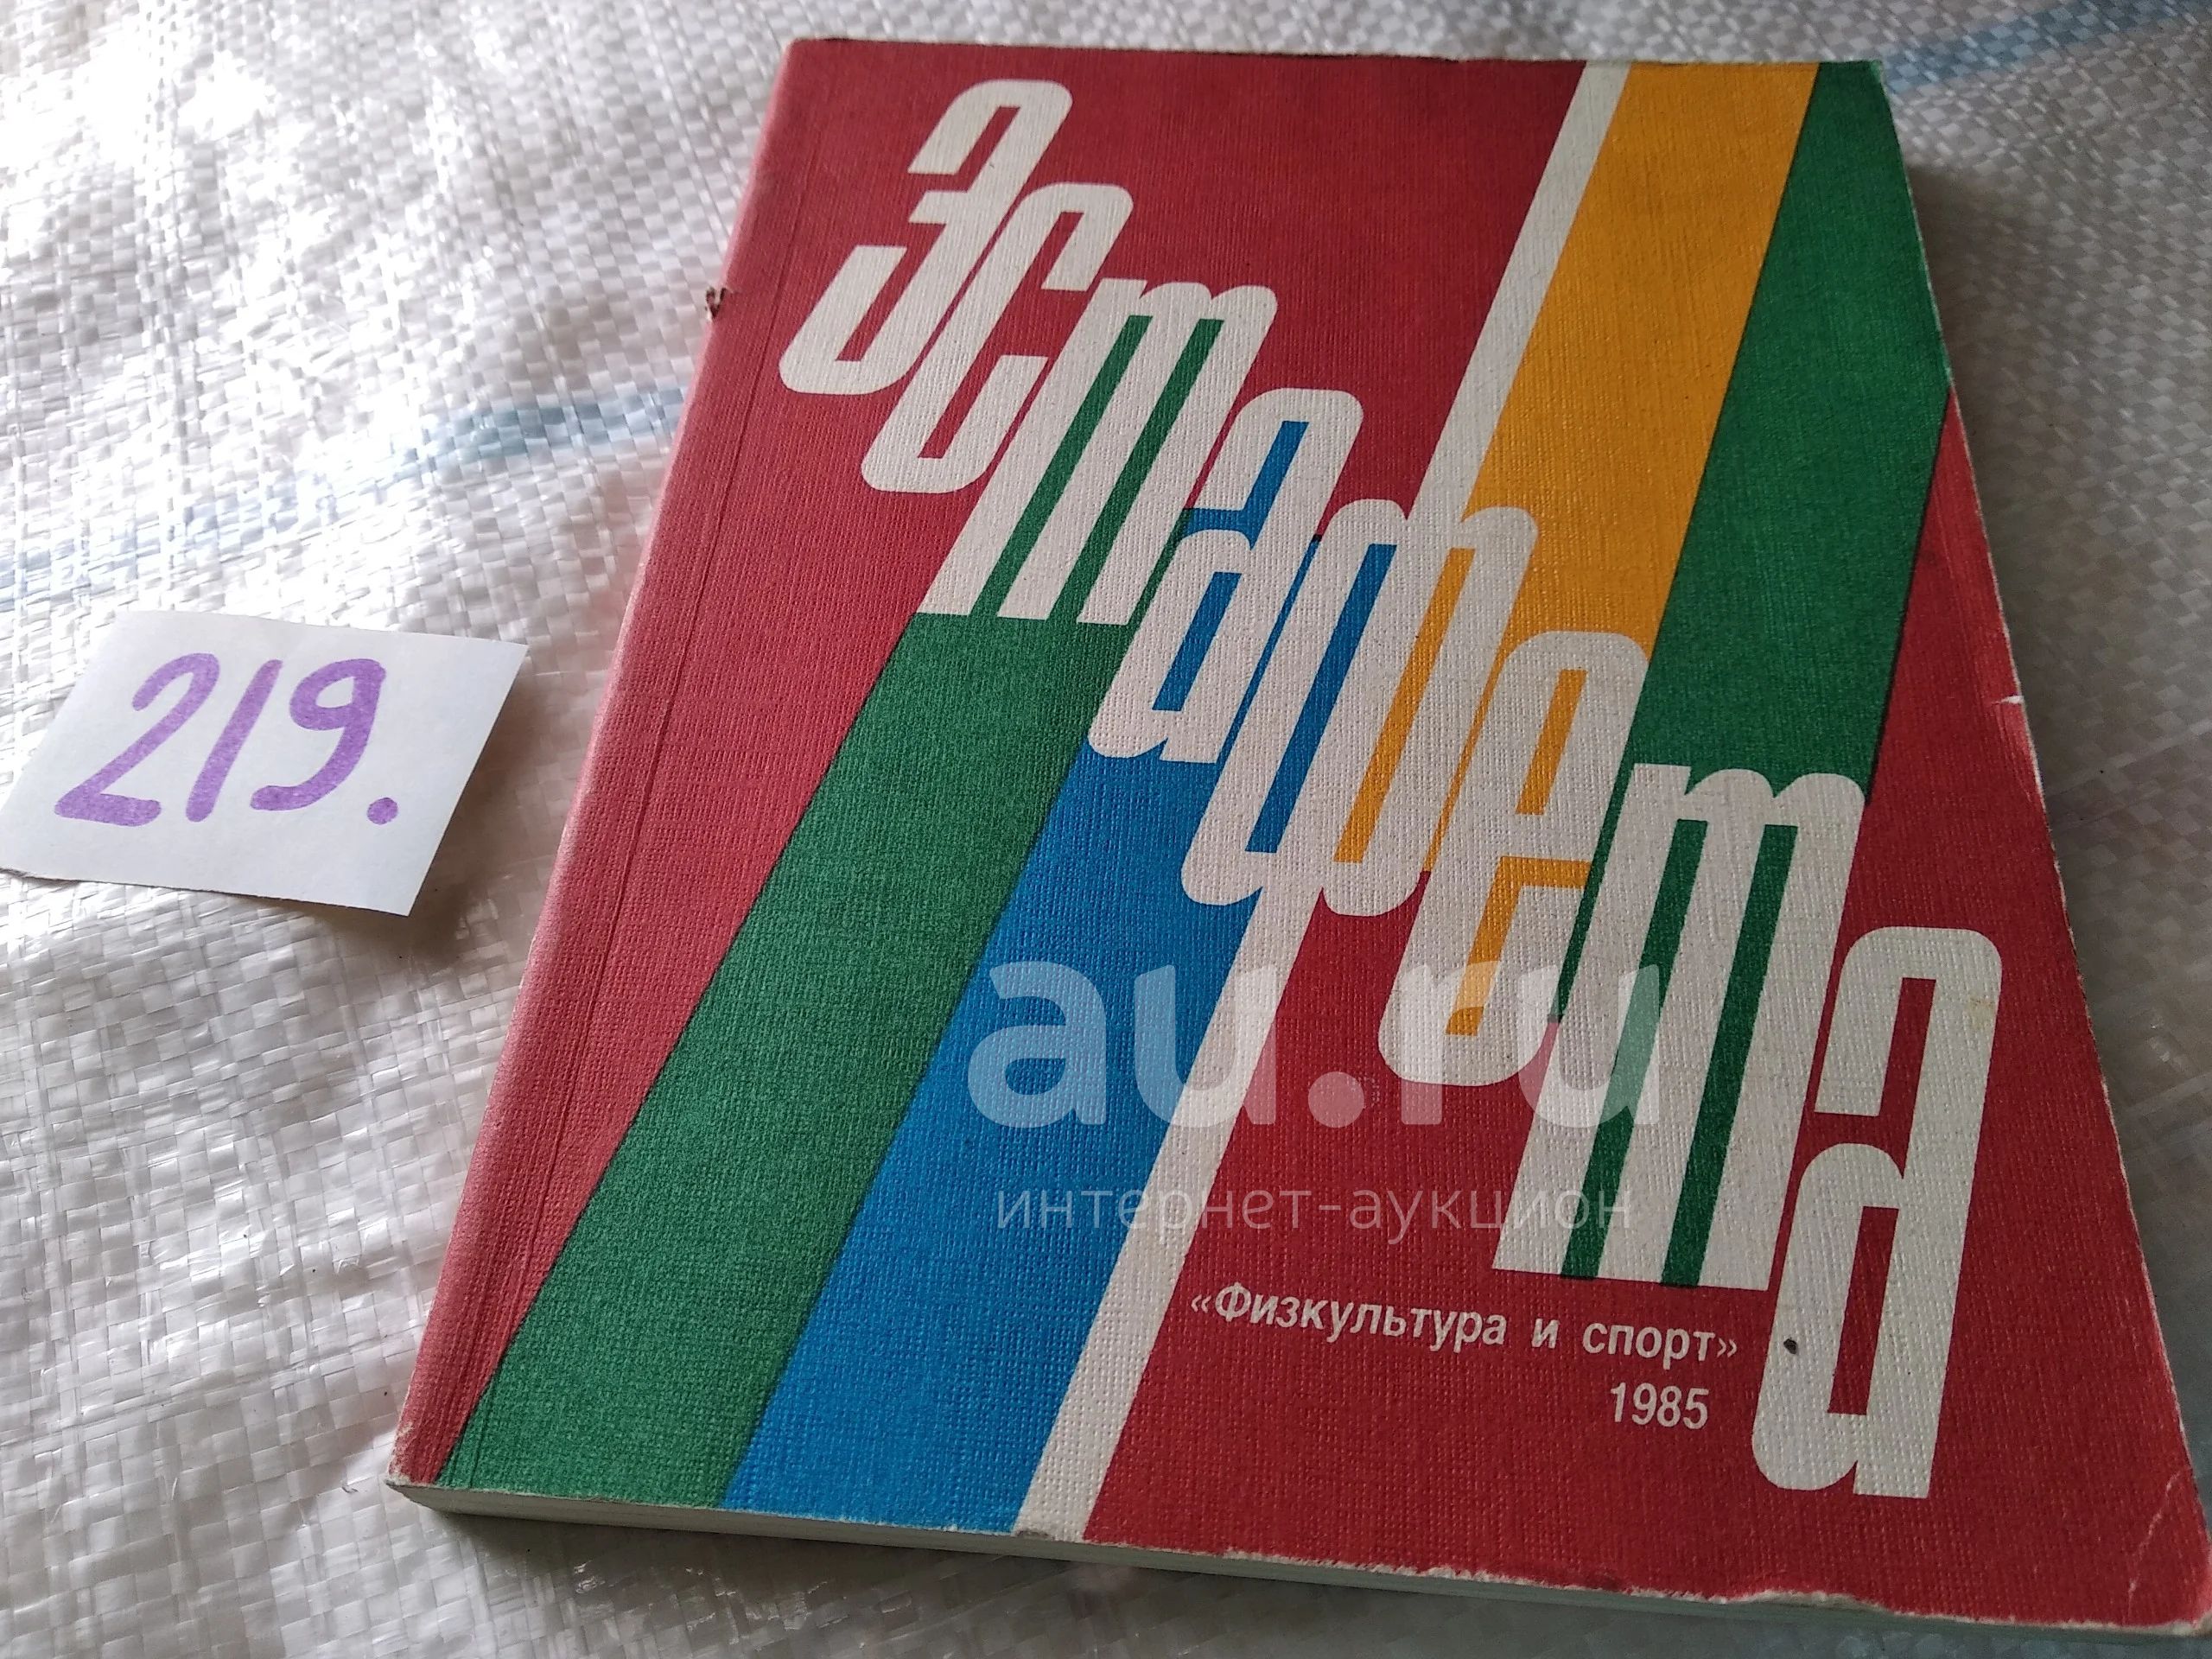 219.
эстафета
au.ru
интернет-аукцион
«Физкультура и спорт»
1985